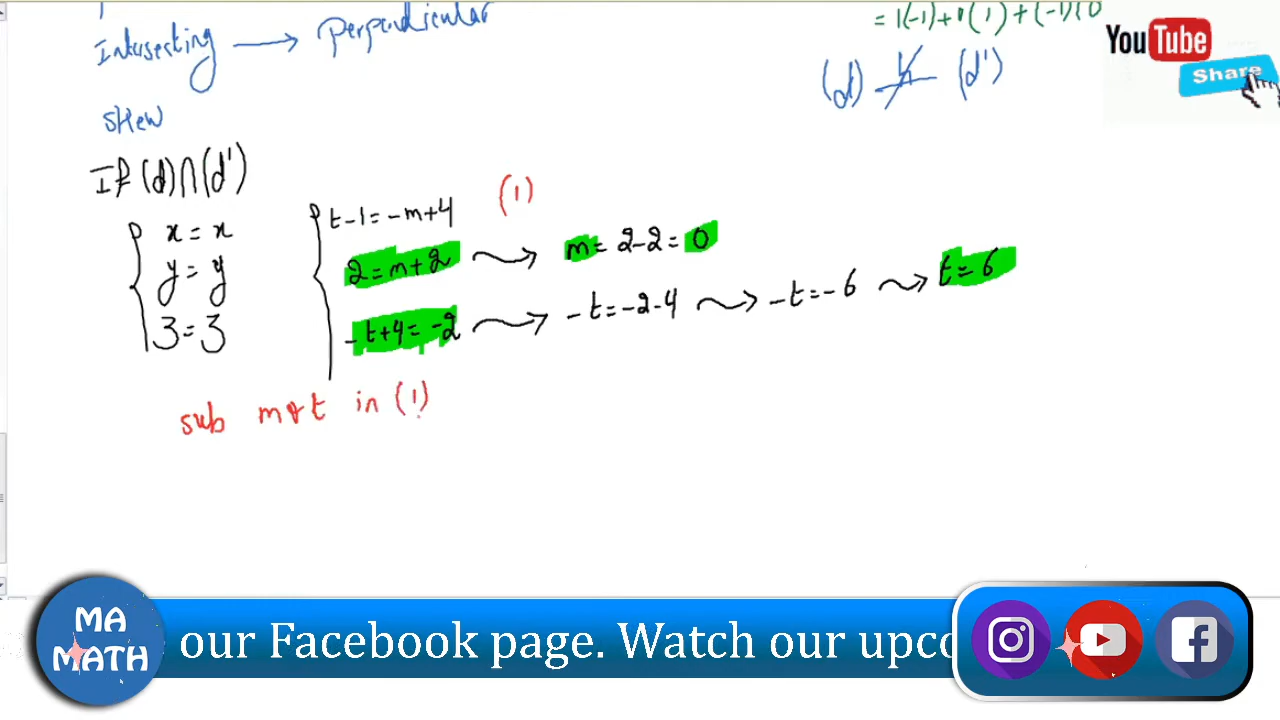 = 1(-1)+0(1)+(-1)(0
Intersecting → perpendicular
YouTube
Share
(d) (d')
skew
If (d)∩(d')
x = x
y = y
3 = 3
t-1 = -m+4 (1)
2 = m+2 → m = 2-2 = 0
-t+4 = -2 → -t = -2-4 → -t = -6 → t = 6
sub m & t in (1)
MA MATH
our Facebook page. Watch our upco